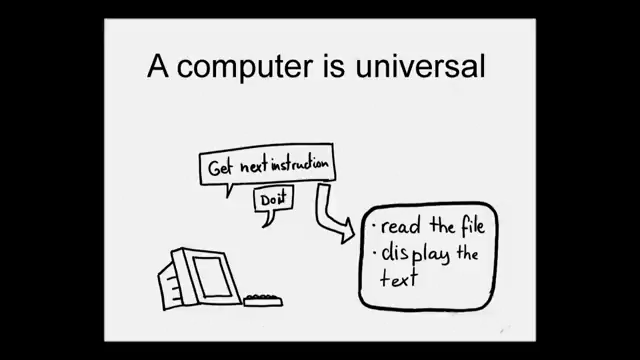 A computer is universal
Get next instruction
Do it
· read the file
· display the
text